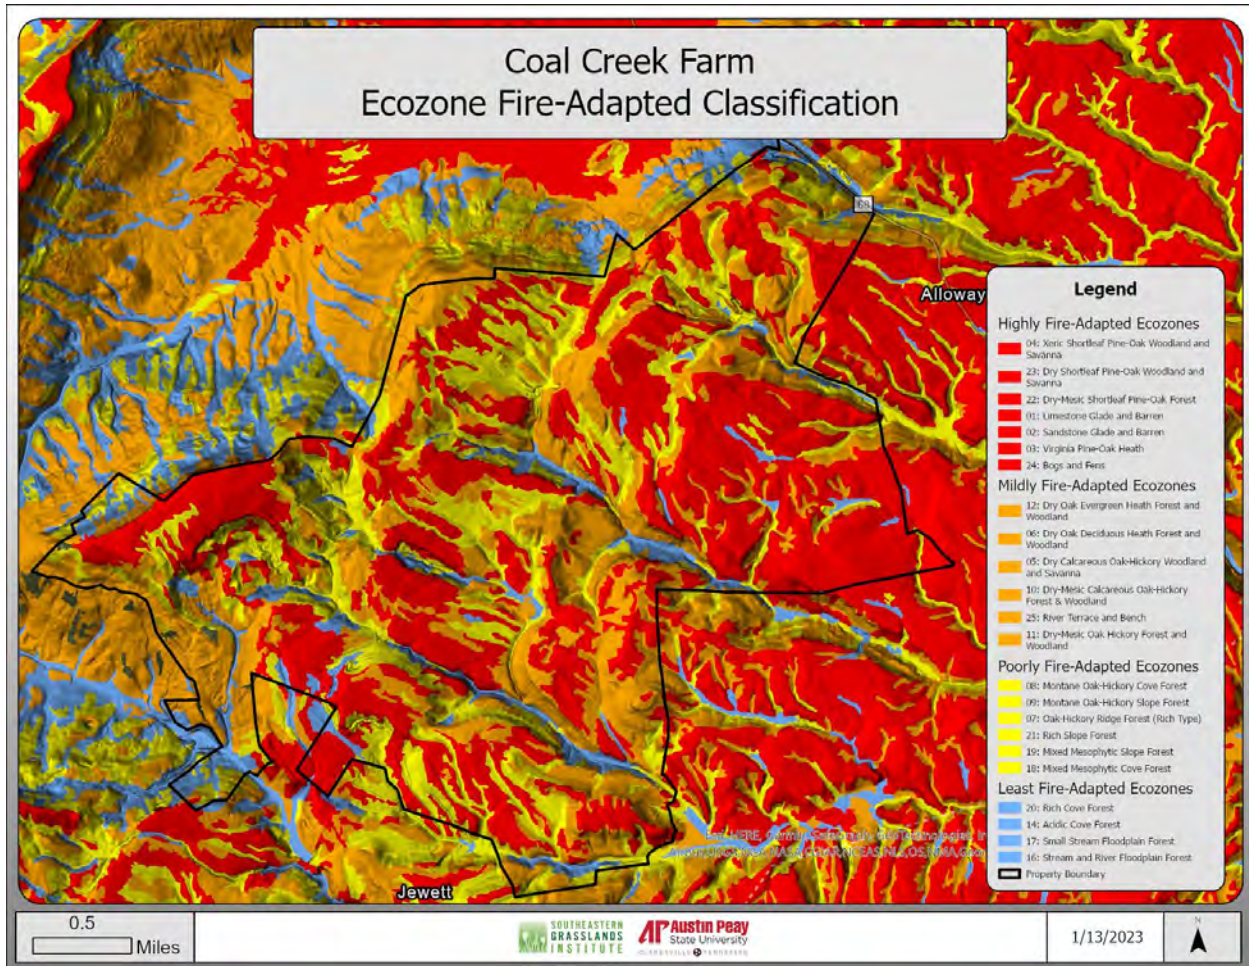 Coal Creek Farm
Ecozone Fire-Adapted Classification
68
Alloway
Legend
Highly Fire-Adapted Ecozones
04: Xeric Shortleaf Pine-Oak Woodland and
Savanna
23: Dry Shortleaf Pine-Oak Woodland and
Savanna
22: Dry-Mesic Shortleaf Pine-Oak Forest
01: Limestone Glade and Barren
02: Sandstone Glade and Barren
03: Virginia Pine-Oak Heath
24: Bogs and Fens
Mildly Fire-Adapted Ecozones
12: Dry Oak Evergreen Heath Forest and
Woodland
06: Dry Oak Deciduous Heath Forest and
Woodland
05: Dry Calcareous Oak-Hickory Woodland
and Savanna
10: Dry-Mesic Calcareous Oak-Hickory
Forest & Woodland
25: River Terrace and Bench
11: Dry-Mesic Oak Hickory Forest and
Woodland
Poorly Fire-Adapted Ecozones
08: Montane Oak-Hickory Cove Forest
09: Montane Oak-Hickory Slope Forest
07: Oak-Hickory Ridge Forest (Rich Type)
21: Rich Slope Forest
19: Mixed Mesophytic Slope Forest
18: Mixed Mesophytic Cove Forest
Least Fire-Adapted Ecozones
20: Rich Cove Forest
14: Acidic Cove Forest
17: Small Stream Floodplain Forest
16: Stream and River Floodplain Forest
Property Boundary
Jewett
0.5
Miles
SOUTHEASTERN
GRASSLANDS
INSTITUTE
AP Austin Peay
State University
CLARKSVILLE TENNESSEE
1/13/2023
N